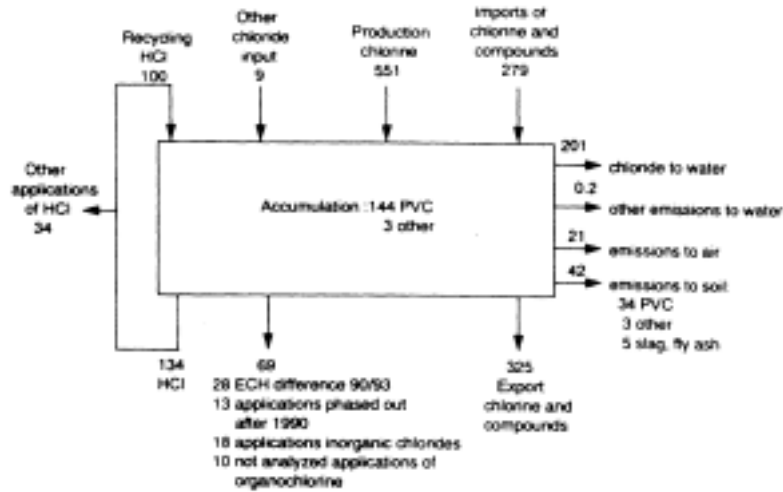 Recycling
HCl
100
Other
chloride
input
9
Production
chlorine
551
imports of
chlorine and
compounds
279
Other
applications
of HCl
34
Accumulation :144 PVC
3 other
201
chloride to water
0.2
other emissions to water
21
emissions to air
42
emissions to soil:
34 PVC
3 other
5 slag, fly ash
134
HCl
69
28 ECH difference 90/93
13 applications phased out
after 1990
18 applications inorganic chlorides
10 not analyzed applications of
organochlorine
325
Export
chlorine and
compounds